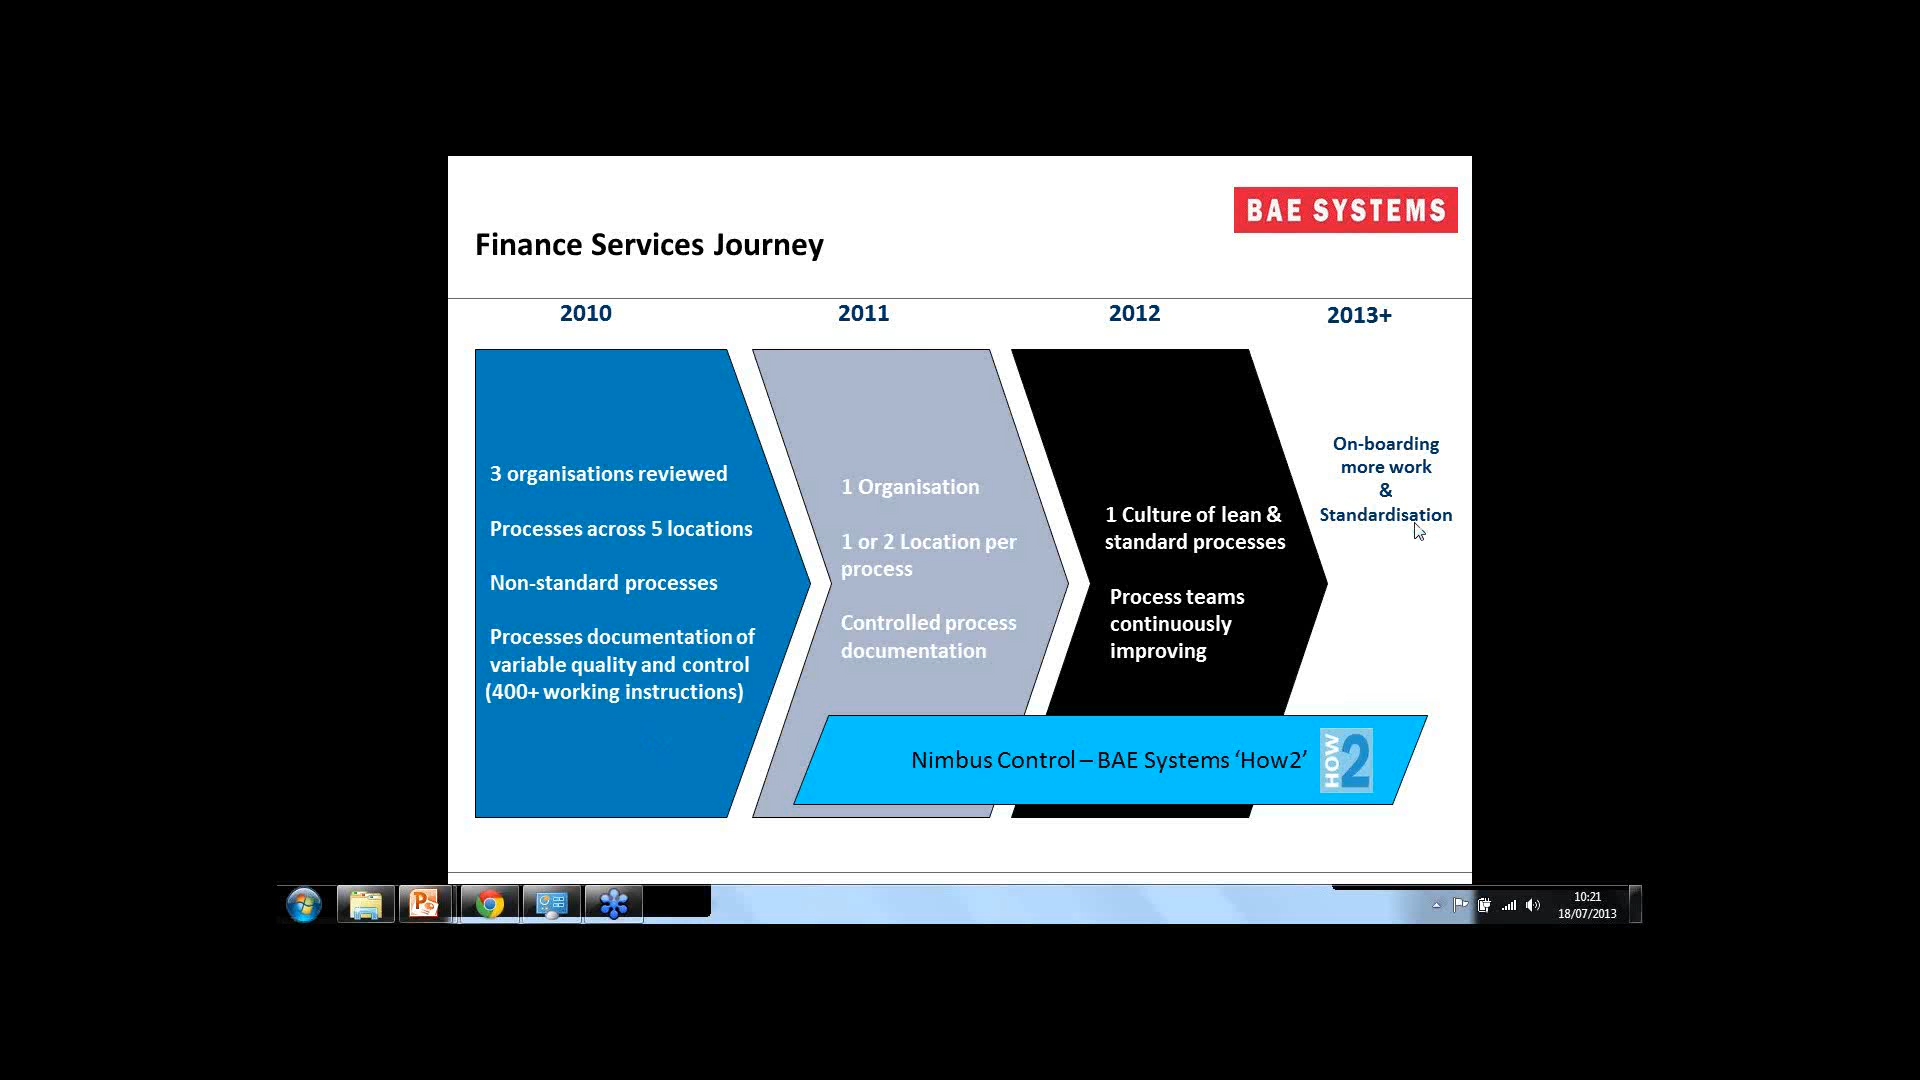 BAE SYSTEMS
Finance Services Journey
2010
2011
2012
2013+
3 organisations reviewed
Processes across 5 locations
Non-standard processes
Processes documentation of
variable quality and control
(400+ working instructions)
1 Organisation
1 or 2 Location per
process
Controlled process
documentation
1 Culture of lean &
standard processes
Process teams
continuously
improving
On-boarding
more work
&
Standardisation
Nimbus Control – BAE Systems ‘How2’
HOW 2
10:21
18/07/2013